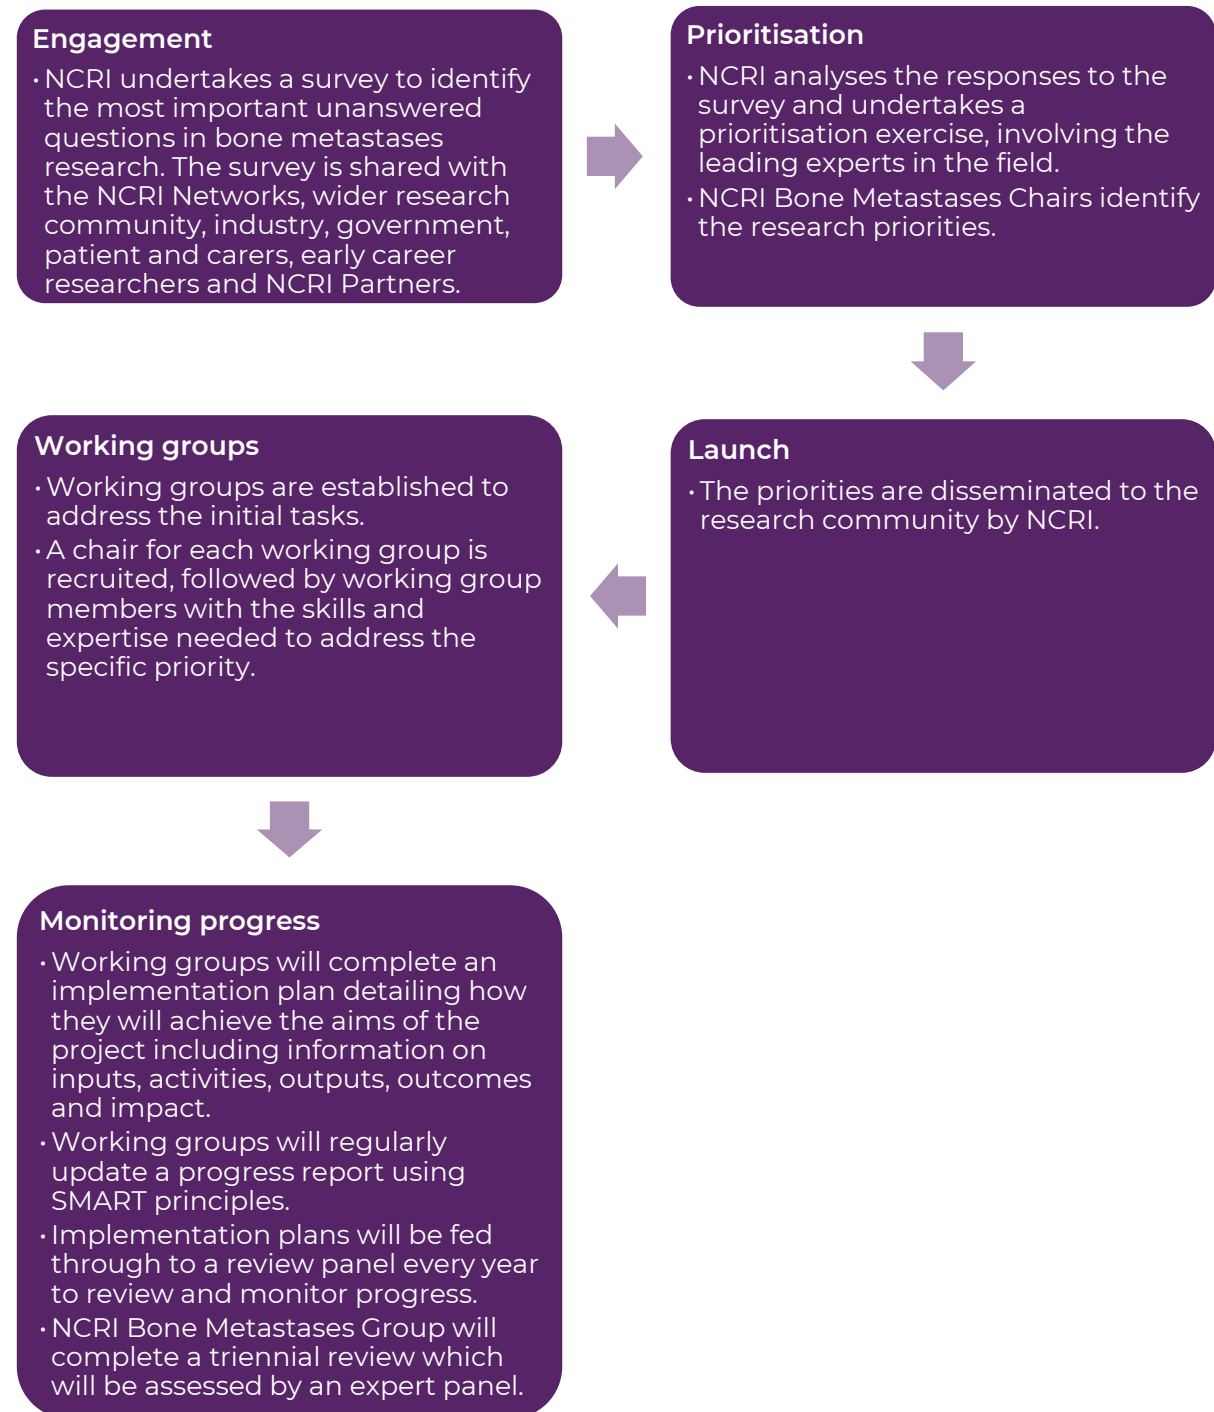 Engagement
· NCRI undertakes a survey to identify
the most important unanswered
questions in bone metastases
research. The survey is shared with
the NCRI Networks, wider research
community, industry, government,
patient and carers, early career
researchers and NCRI Partners.
Prioritisation
· NCRI analyses the responses to the
survey and undertakes a
prioritisation exercise, involving the
leading experts in the field.
· NCRI Bone Metastases Chairs identify
the research priorities.
Launch
· The priorities are disseminated to the
research community by NCRI.
Working groups
· Working groups are established to
address the initial tasks.
· A chair for each working group is
recruited, followed by working group
members with the skills and
expertise needed to address the
specific priority.
Monitoring progress
· Working groups will complete an
implementation plan detailing how
they will achieve the aims of the
project including information on
inputs, activities, outputs, outcomes
and impact.
· Working groups will regularly
update a progress report using
SMART principles.
· Implementation plans will be fed
through to a review panel every year
to review and monitor progress.
· NCRI Bone Metastases Group will
complete a triennial review which
will be assessed by an expert panel.